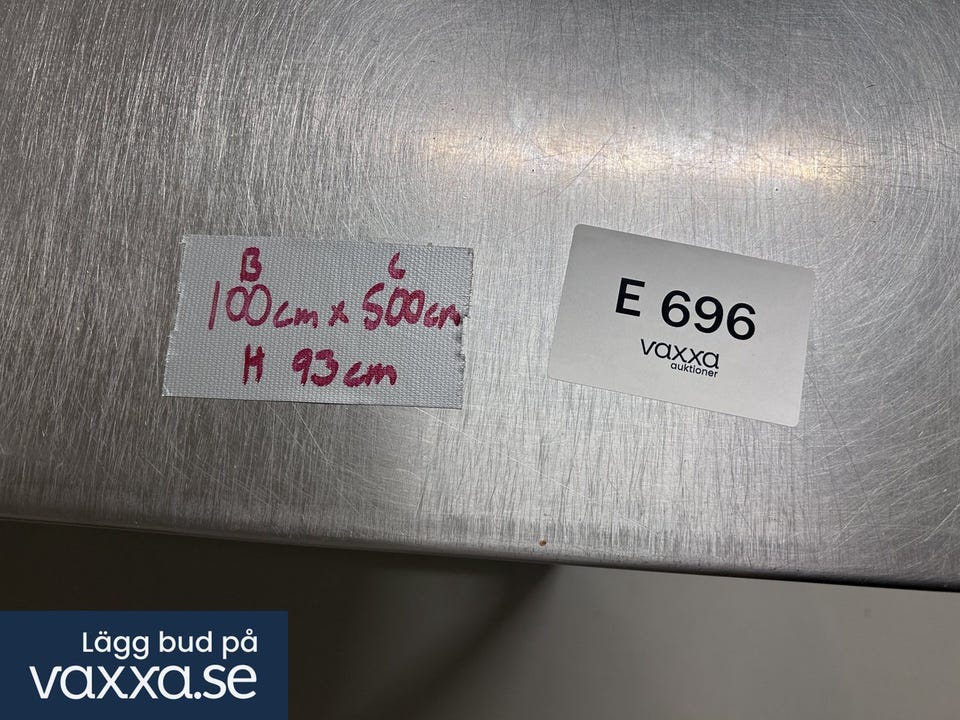 B L
100cm x 500cm
H 93cm
E 696
vaxxa
auktioner
Lägg bud på
vaxxa.se